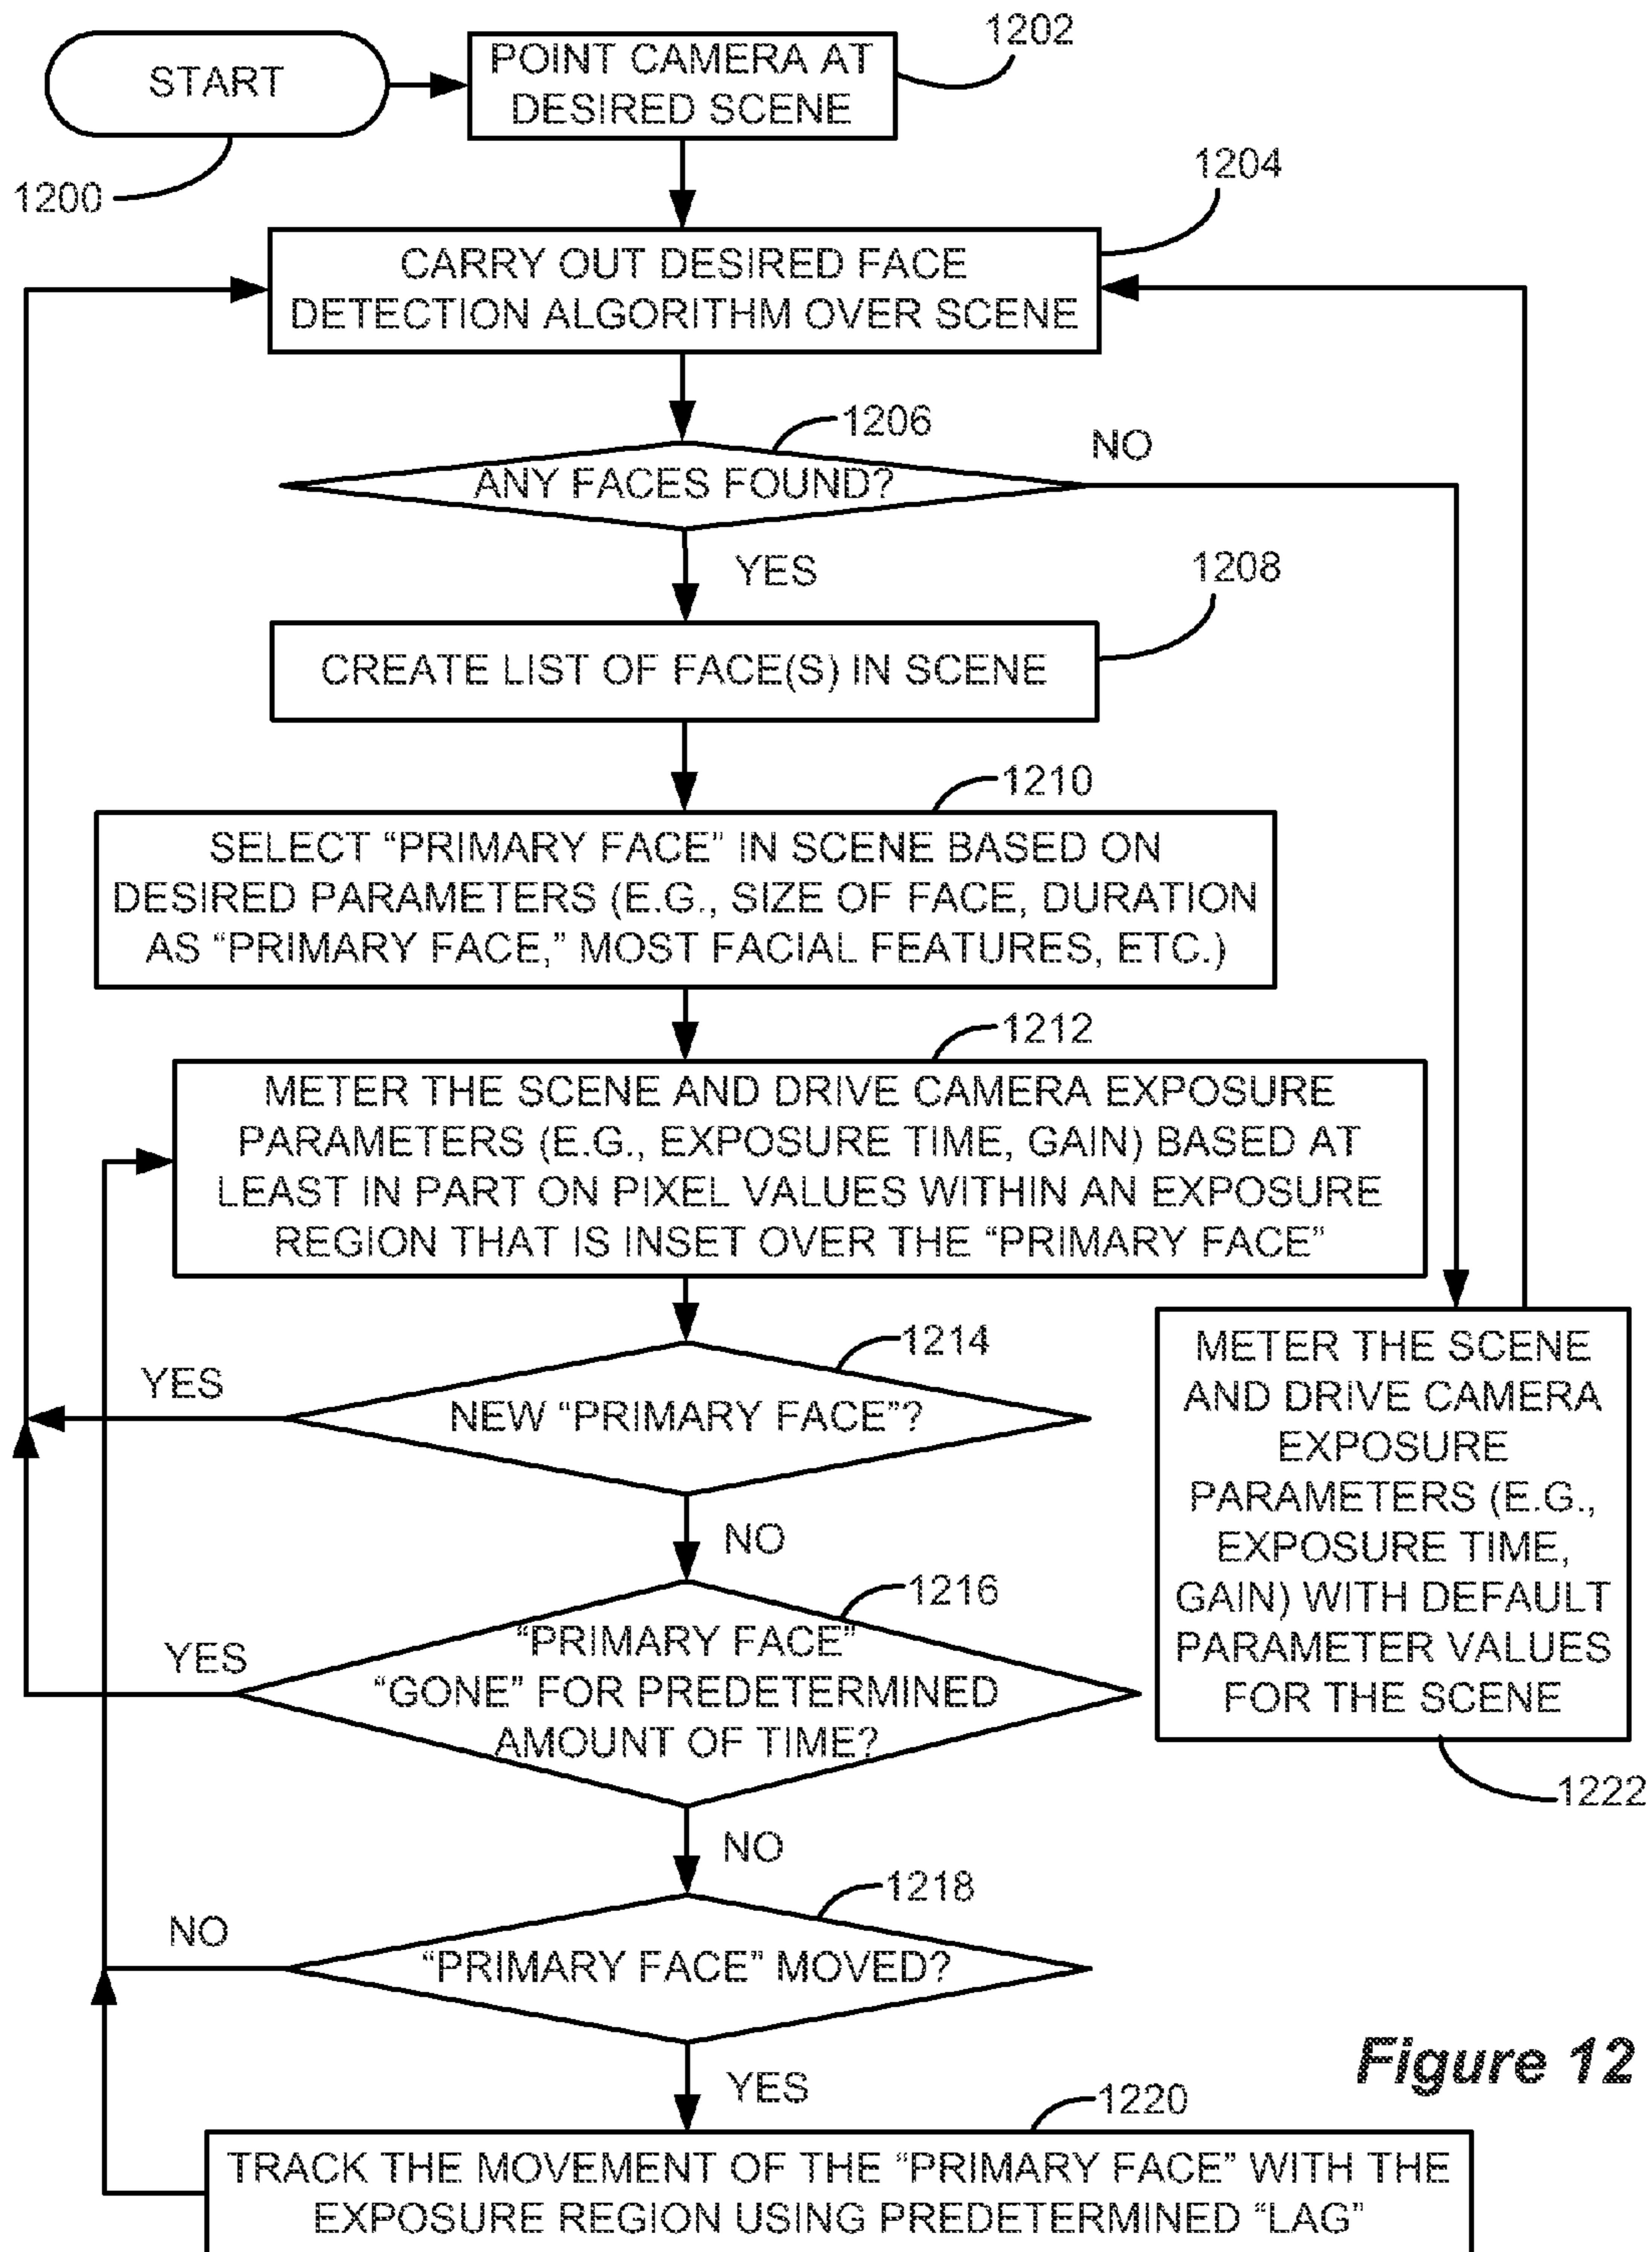 START
1200
POINT CAMERA AT
DESIRED SCENE
1202
1204
CARRY OUT DESIRED FACE
DETECTION ALGORITHM OVER SCENE
1206
ANY FACES FOUND?
NO
YES
1208
CREATE LIST OF FACE(S) IN SCENE
1210
SELECT “PRIMARY FACE” IN SCENE BASED ON
DESIRED PARAMETERS (E.G., SIZE OF FACE, DURATION
AS “PRIMARY FACE,” MOST FACIAL FEATURES, ETC.)
1212
METER THE SCENE AND DRIVE CAMERA EXPOSURE
PARAMETERS (E.G., EXPOSURE TIME, GAIN) BASED AT
LEAST IN PART ON PIXEL VALUES WITHIN AN EXPOSURE
REGION THAT IS INSET OVER THE “PRIMARY FACE”
1214
YES
NEW “PRIMARY FACE”?
NO
1216
YES
“PRIMARY FACE”
“GONE” FOR PREDETERMINED
AMOUNT OF TIME?
NO
METER THE SCENE
AND DRIVE CAMERA
EXPOSURE
PARAMETERS (E.G.,
EXPOSURE TIME,
GAIN) WITH DEFAULT
PARAMETER VALUES
FOR THE SCENE
1222
1218
NO
“PRIMARY FACE” MOVED?
YES
Figure 12
1220
TRACK THE MOVEMENT OF THE “PRIMARY FACE” WITH THE
EXPOSURE REGION USING PREDETERMINED “LAG”